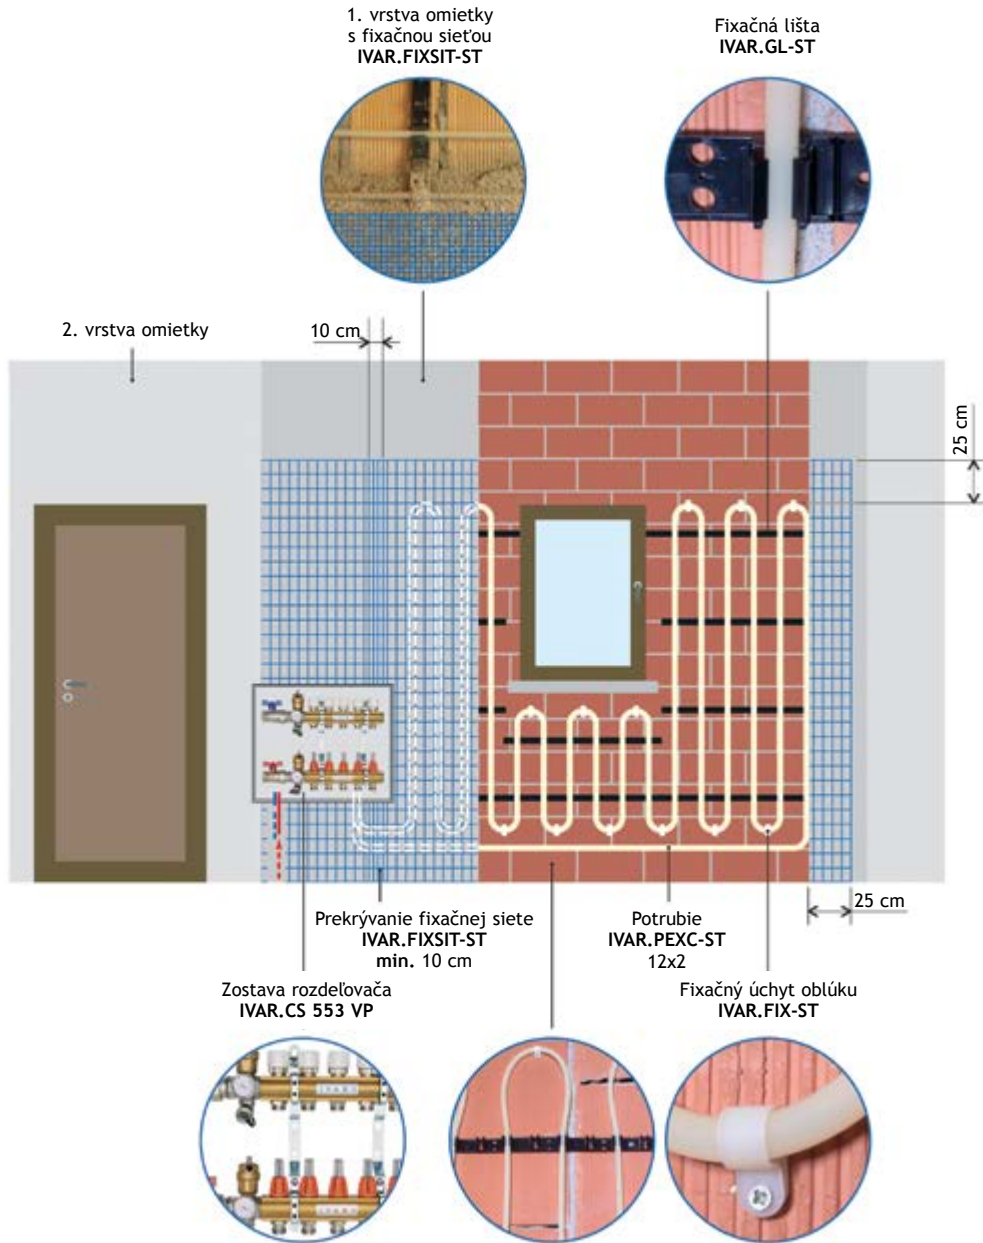 1. vrstva omietky
s fixačnou sieťou
IVAR.FIXSIT-ST
Fixačná lišta
IVAR.GL-ST
2. vrstva omietky
10 cm
25 cm
25 cm
Prekrývanie fixačnej siete
IVAR.FIXSIT-ST
min. 10 cm
Potrubie
IVAR.PEXC-ST
12x2
Zostava rozdeľovača
IVAR.CS 553 VP
Fixačný úchyt oblúku
IVAR.FIX-ST